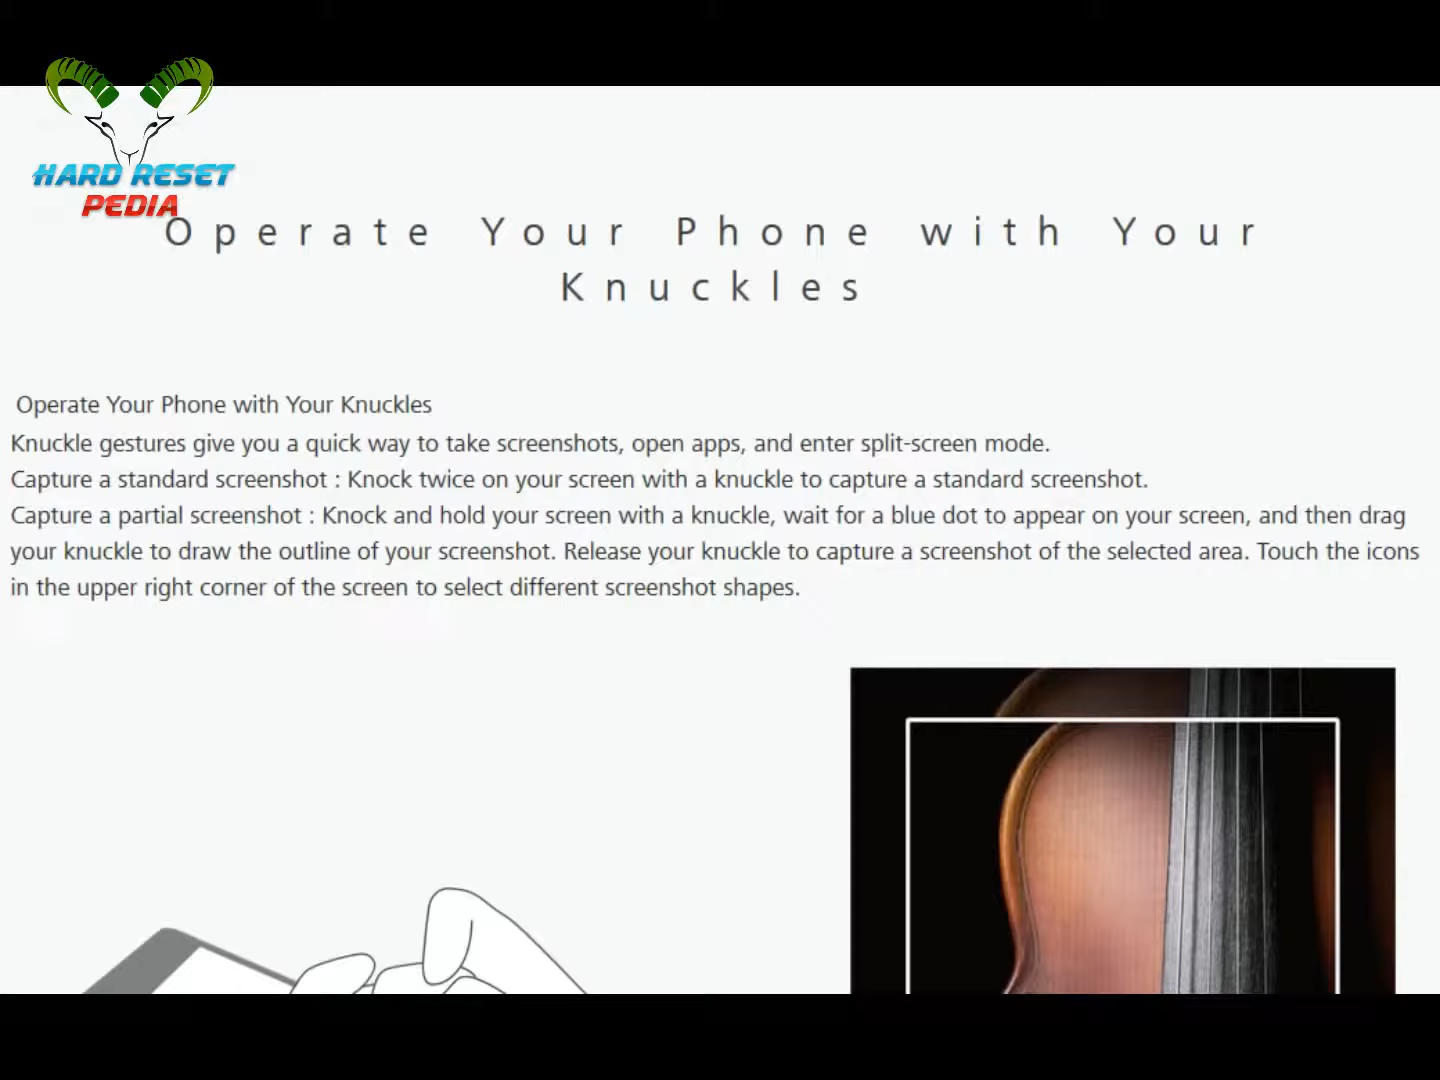 HARD RESET
PEDIA
Operate Your Phone with Your
Knuckles
Operate Your Phone with Your Knuckles
Knuckle gestures give you a quick way to take screenshots, open apps, and enter split-screen mode.
Capture a standard screenshot : Knock twice on your screen with a knuckle to capture a standard screenshot.
Capture a partial screenshot : Knock and hold your screen with a knuckle, wait for a blue dot to appear on your screen, and then drag
your knuckle to draw the outline of your screenshot. Release your knuckle to capture a screenshot of the selected area. Touch the icons
in the upper right corner of the screen to select different screenshot shapes.